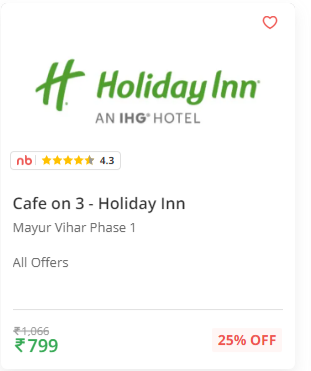 Holiday Inn
AN IHG® HOTEL
nb 4.3
Cafe on 3 - Holiday Inn
Mayur Vihar Phase 1
All Offers
₹1,066
₹799 25% OFF